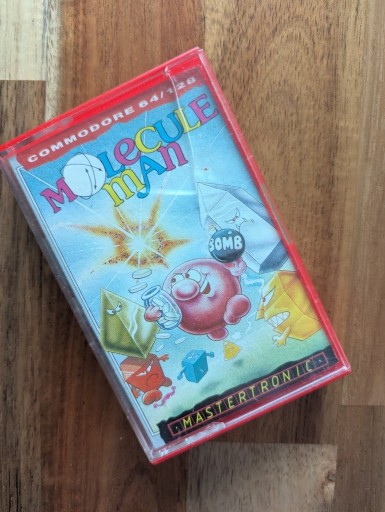 COMMODORE 64/128
MOLECULE
MAN
BOMB
MASTERTRONIC